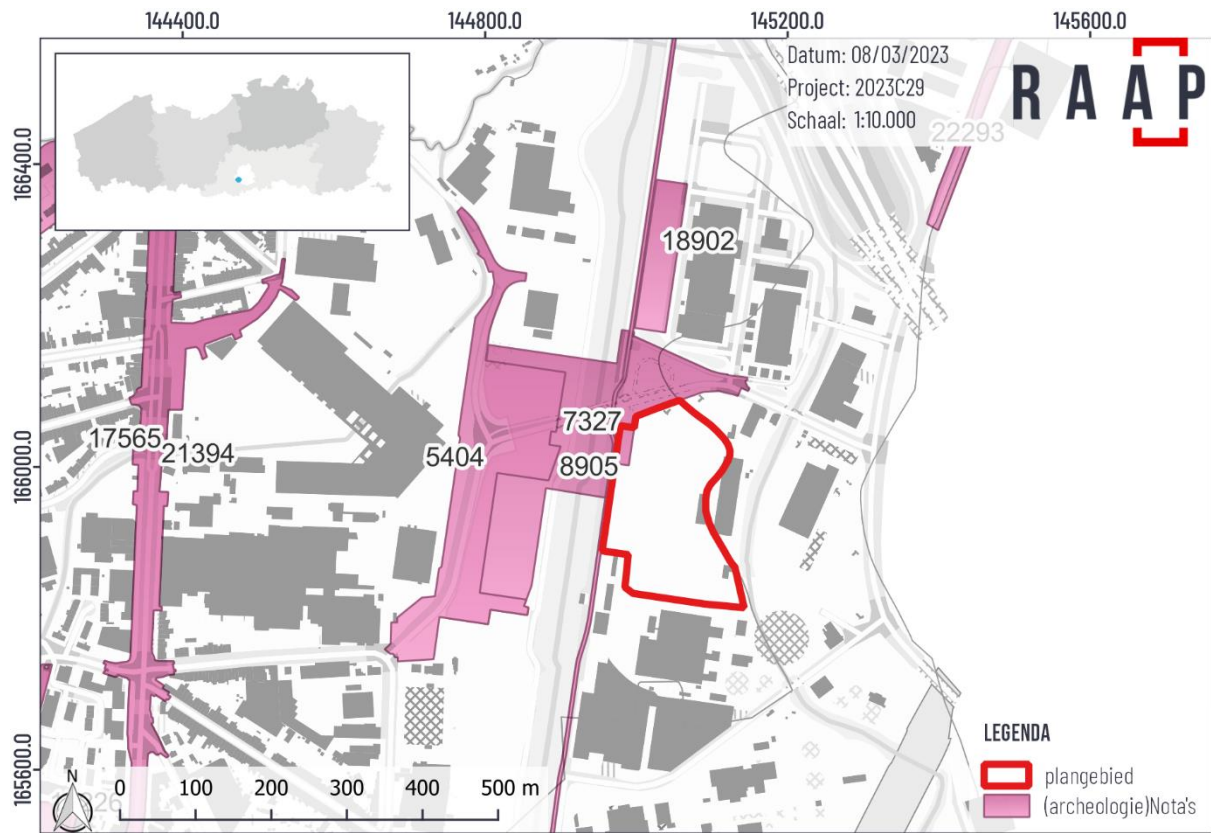 144400.0 144800.0 145200.0 145600.0
Datum: 08/03/2023
Project: 2023C29
Schaal: 1:10.000
RAAP
22293
166400.0
18902
7327
17565
21394
5404
8905
166000.0
LEGENDA
plangebied
(archeologie)Nota's
165600.0
N
0 100 200 300 400 500 m